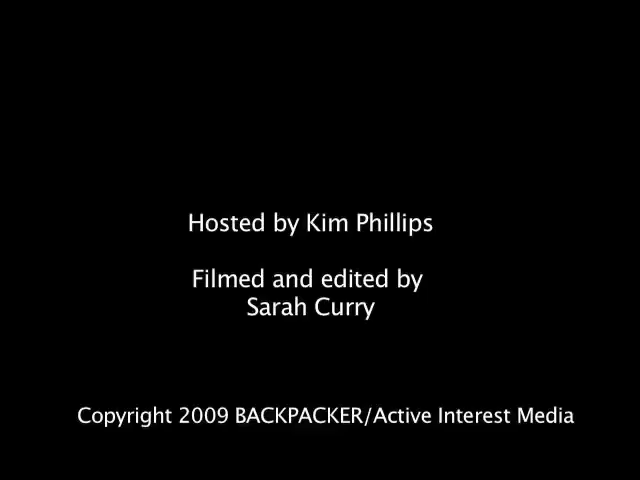 Hosted by Kim Phillips
Filmed and edited by
Sarah Curry
Copyright 2009 BACKPACKER/Active Interest Media